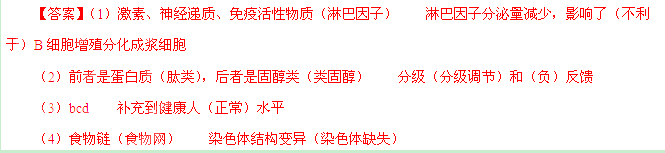 【答案】(1)激素、神经递质、免疫活性物质(淋巴因子) 淋巴因子分泌量减少，影响了(不利
于)B 细胞增殖分化成浆细胞
(2)前者是蛋白质(肽类)，后者是固醇类(类固醇) 分级(分级调节)和(负)反馈
(3)bcd 补充到健康人(正常)水平
(4)食物链(食物网) 染色体结构变异(染色体缺失)